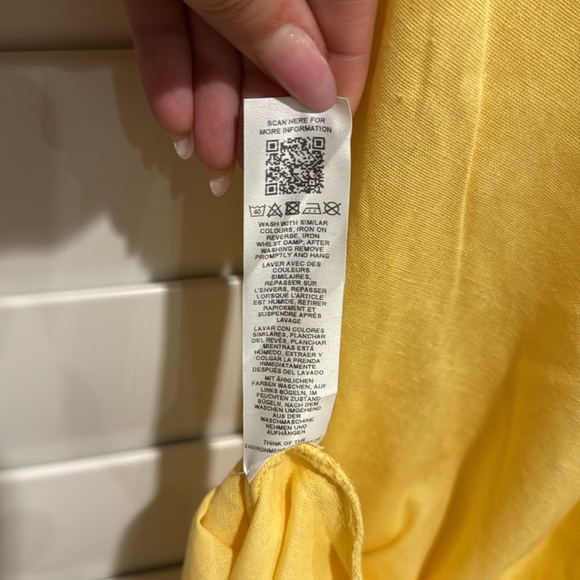 SCAN HERE FOR
MORE INFORMATION
40
WASH WITH SIMILAR
COLOURS, IRON ON
REVERSE, IRON
WHILST DAMP, AFTER
WASHING REMOVE
PROMPTLY AND HANG
LAVER AVEC DES
COULEURS
SIMILAIRES,
REPASSER SUR
L'ENVERS, REPASSER
LORSQUE L'ARTICLE
EST HUMIDE, RETIRER
RAPIDEMENT ET
SUSPENDRE APRÈS
LAVAGE
LAVAR CON COLORES
SIMILARES, PLANCHAR
DEL REVÉS, PLANCHAR
MIENTRAS ESTÁ
HÚMEDO, EXTRAER Y
COLGAR LA PRENDA
INMEDIATAMENTE
DESPUÉS DEL LAVADO
MIT ÄHNLICHEN
FARBEN WASCHEN, AUF
LINKS BÜGELN, IM
FEUCHTEN ZUSTAND
BÜGELN, NACH DEM
WASCHEN UMGEHEND
AUS DER
WASCHMASCHINE
NEHMEN UND
AUFHÄNGEN
THINK OF THE